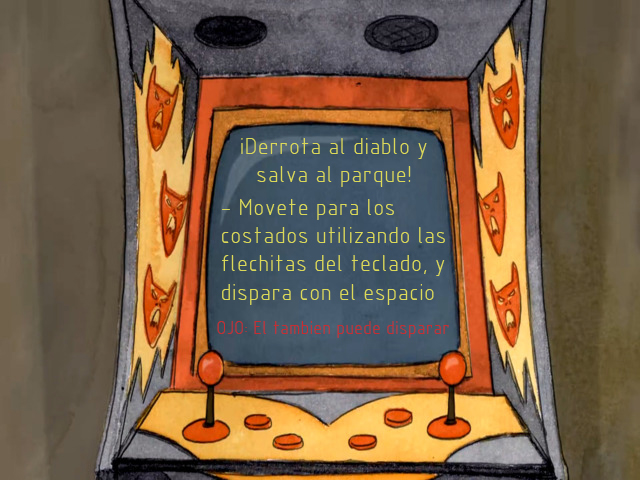 ¡Derrota al diablo y
salva al parque!
- Movete para los
costados utilizando las
flechitas del teclado, y
dispara con el espacio
OJO: El también puede disparar